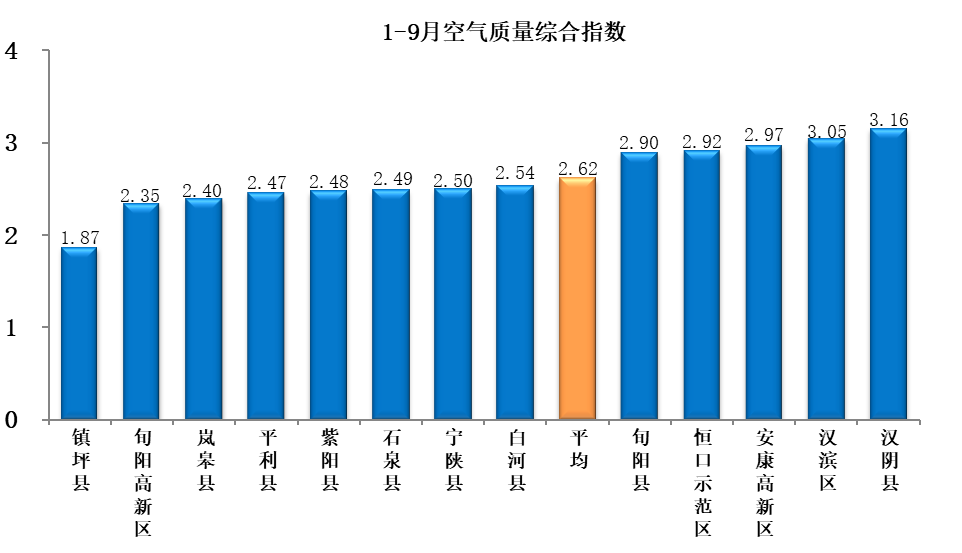 1-9月空气质量综合指数
4
3
2
1
0
1.87
2.35
2.40
2.47
2.48
2.49
2.50
2.54
2.62
2.90
2.92
2.97
3.05
3.16
镇坪县
旬阳高新区
岚皋县
平利县
紫阳县
石泉县
宁陕县
白河县
平均
旬阳县
恒口示范区
安康高新区
汉滨区
汉阴县